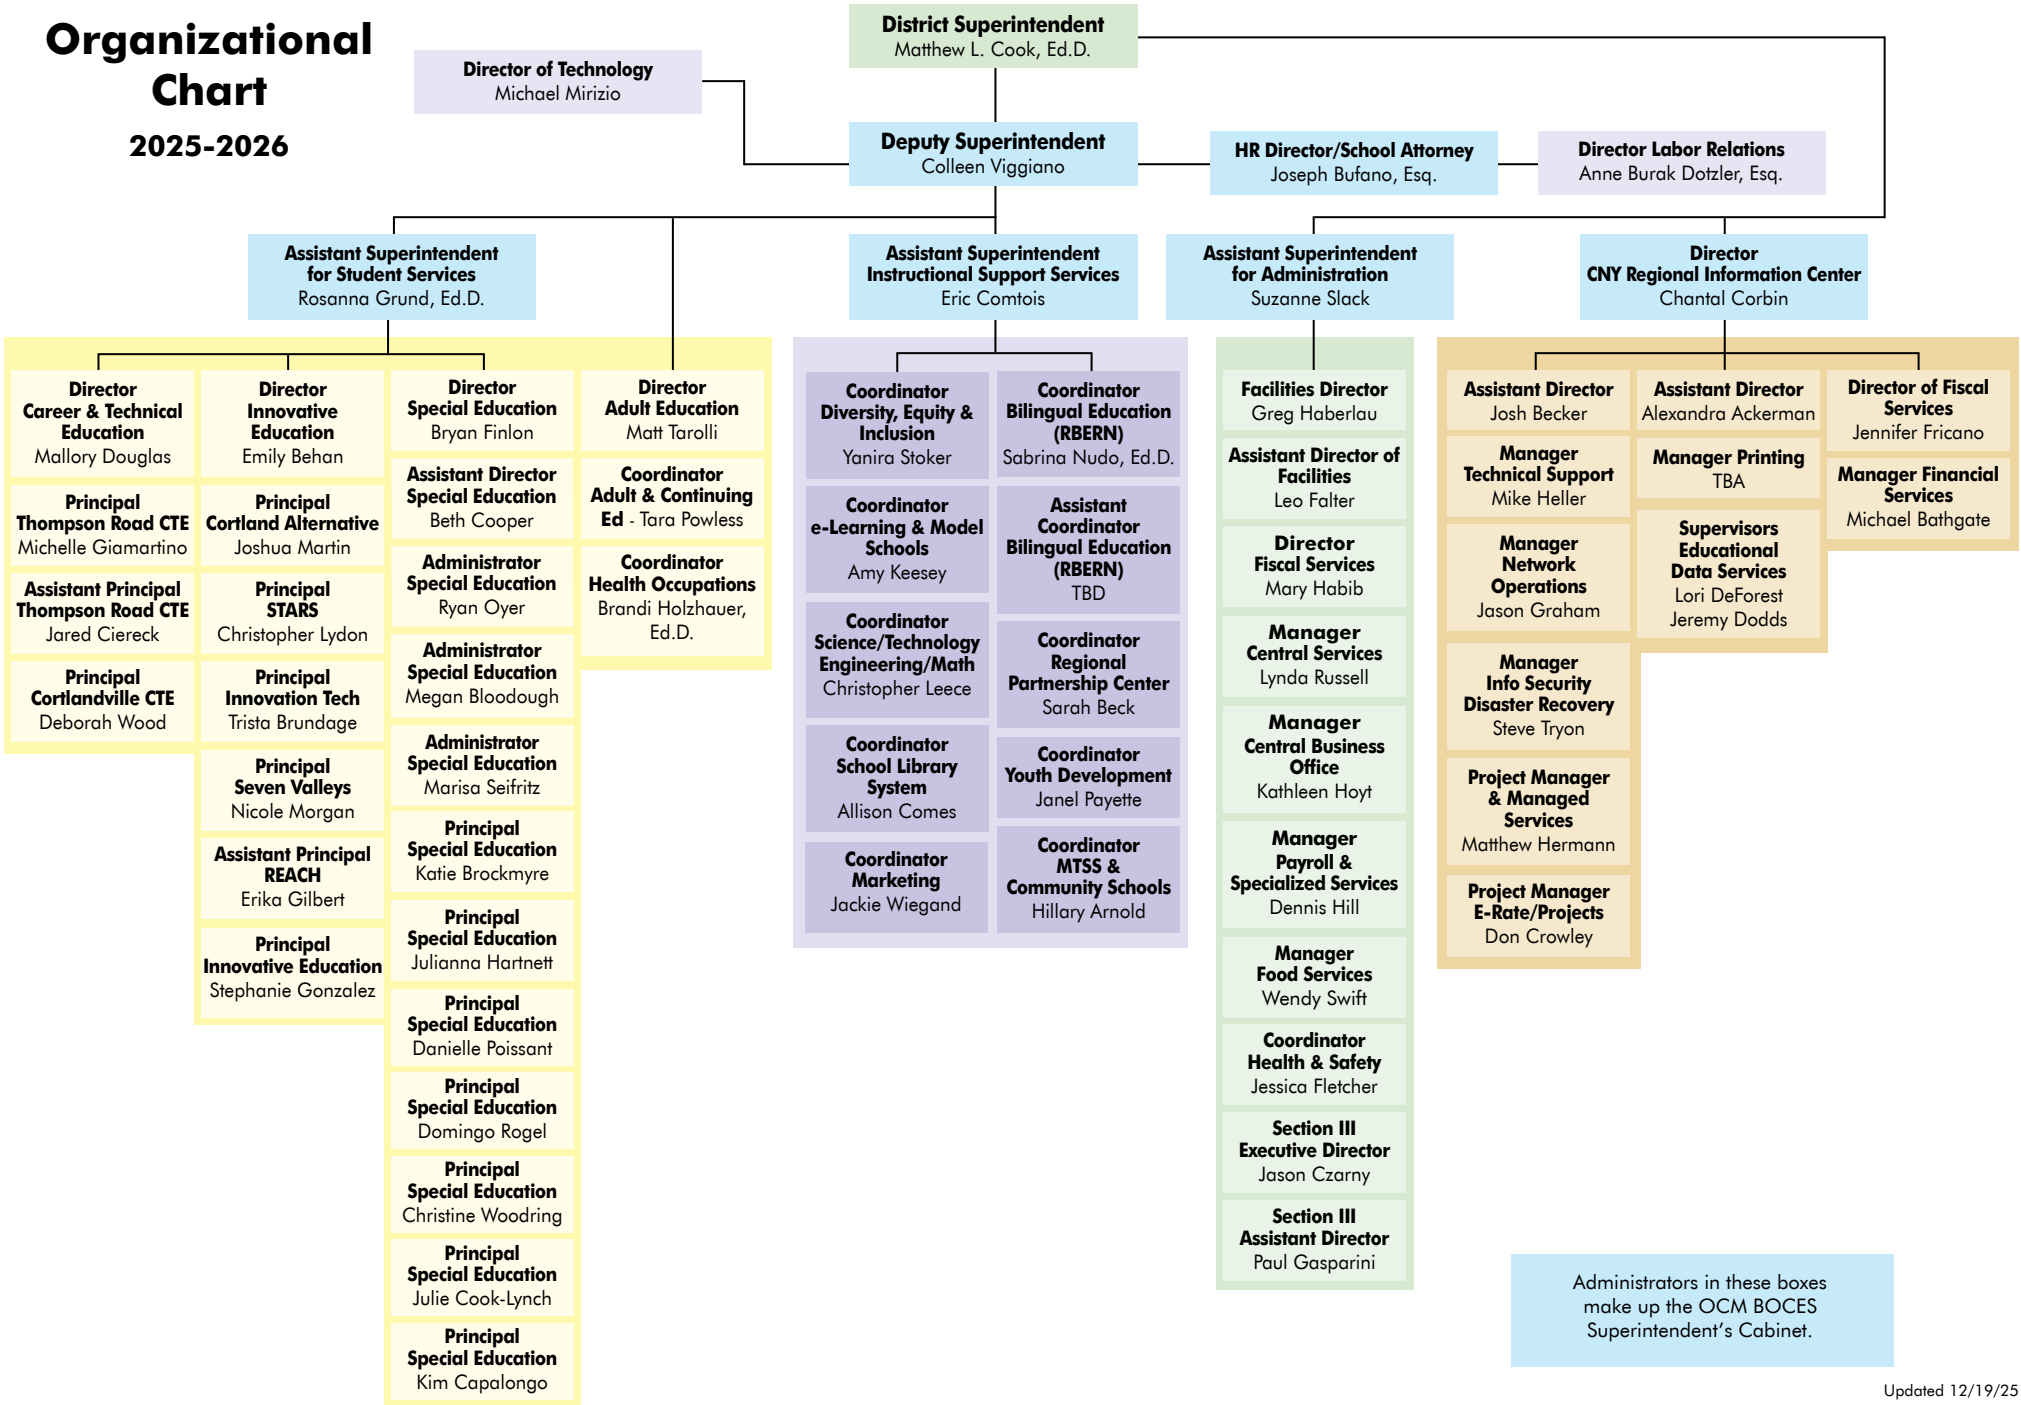 Organizational
Chart
2025-2026
District Superintendent
Matthew L. Cook, Ed.D.
Director of Technology
Michael Mirizio
Deputy Superintendent
Colleen Viggiano
HR Director/School Attorney
Joseph Bufano, Esq.
Director Labor Relations
Anne Burak Dotzler, Esq.
Assistant Superintendent
for Student Services
Rosanna Grund, Ed.D.
Assistant Superintendent
Instructional Support Services
Eric Comtois
Assistant Superintendent
for Administration
Suzanne Slack
Director
CNY Regional Information Center
Chantal Corbin
Director
Career & Technical
Education
Mallory Douglas
Principal
Thompson Road CTE
Michelle Giamartino
Assistant Principal
Thompson Road CTE
Jared Ciereck
Principal
Cortlandville CTE
Deborah Wood
Director
Innovative
Education
Emily Behan
Principal
Cortland Alternative
Joshua Martin
Principal
STARS
Christopher Lydon
Principal
Innovation Tech
Trista Brundage
Principal
Seven Valleys
Nicole Morgan
Assistant Principal
REACH
Erika Gilbert
Principal
Innovative Education
Stephanie Gonzalez
Director
Special Education
Bryan Finlon
Assistant Director
Special Education
Beth Cooper
Administrator
Special Education
Ryan Oyer
Administrator
Special Education
Megan Bloodough
Administrator
Special Education
Marisa Seifritz
Principal
Special Education
Katie Brockmyre
Principal
Special Education
Julianna Hartnett
Principal
Special Education
Danielle Poissant
Principal
Special Education
Domingo Rogel
Principal
Special Education
Christine Woodring
Principal
Special Education
Julie Cook-Lynch
Principal
Special Education
Kim Capalongo
Director
Adult Education
Matt Tarolli
Coordinator
Adult & Continuing
Ed - Tara Powless
Coordinator
Health Occupations
Brandi Holzhauer,
Ed.D.
Coordinator
Diversity, Equity &
Inclusion
Yanira Stoker
Coordinator
e-Learning & Model
Schools
Amy Keesey
Coordinator
Science/Technology
Engineering/Math
Christopher Leece
Coordinator
School Library
System
Allison Comes
Coordinator
Marketing
Jackie Wiegand
Coordinator
Bilingual Education
(RBERN)
Sabrina Nudo, Ed.D.
Assistant
Coordinator
Bilingual Education
(RBERN)
TBD
Coordinator
Regional
Partnership Center
Sarah Beck
Coordinator
Youth Development
Janel Payette
Coordinator
MTSS &
Community Schools
Hillary Arnold
Facilities Director
Greg Haberlau
Assistant Director of
Facilities
Leo Falter
Director
Fiscal Services
Mary Habib
Manager
Central Services
Lynda Russell
Manager
Central Business
Office
Kathleen Hoyt
Manager
Payroll &
Specialized Services
Dennis Hill
Manager
Food Services
Wendy Swift
Coordinator
Health & Safety
Jessica Fletcher
Section III
Executive Director
Jason Czarny
Section III
Assistant Director
Paul Gasparini
Assistant Director
Josh Becker
Manager
Technical Support
Mike Heller
Manager
Network
Operations
Jason Graham
Manager
Info Security
Disaster Recovery
Steve Tryon
Project Manager
& Managed
Services
Matthew Hermann
Project Manager
E-Rate/Projects
Don Crowley
Assistant Director
Alexandra Ackerman
Manager Printing
TBA
Supervisors
Educational
Data Services
Lori DeForest
Jeremy Dodds
Director of Fiscal
Services
Jennifer Fricano
Manager Financial
Services
Michael Bathgate
Administrators in these boxes
make up the OCM BOCES
Superintendent's Cabinet.
Updated 12/19/25